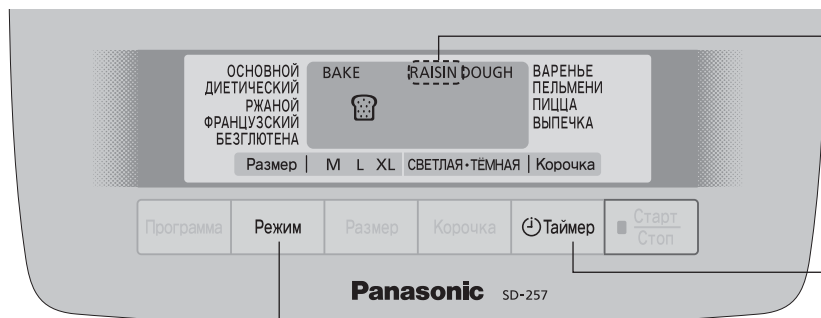 ОСНОВНОЙ
ДИЕТИЧЕСКИЙ
РЖАНОЙ
ФРАНЦУЗСКИЙ
БЕЗГЛЮТЕНА
BAKE RAISIN DOUGH
ВАРЕНЬЕ
ПЕЛЬМЕНИ
ПИЦЦА
ВЫПЕЧКА
Размер | M L XL СВЕТЛАЯ•ТЁМНАЯ | Корочка
Программа Режим Размер Корочка Таймер Старт
Стоп
Panasonic SD-257